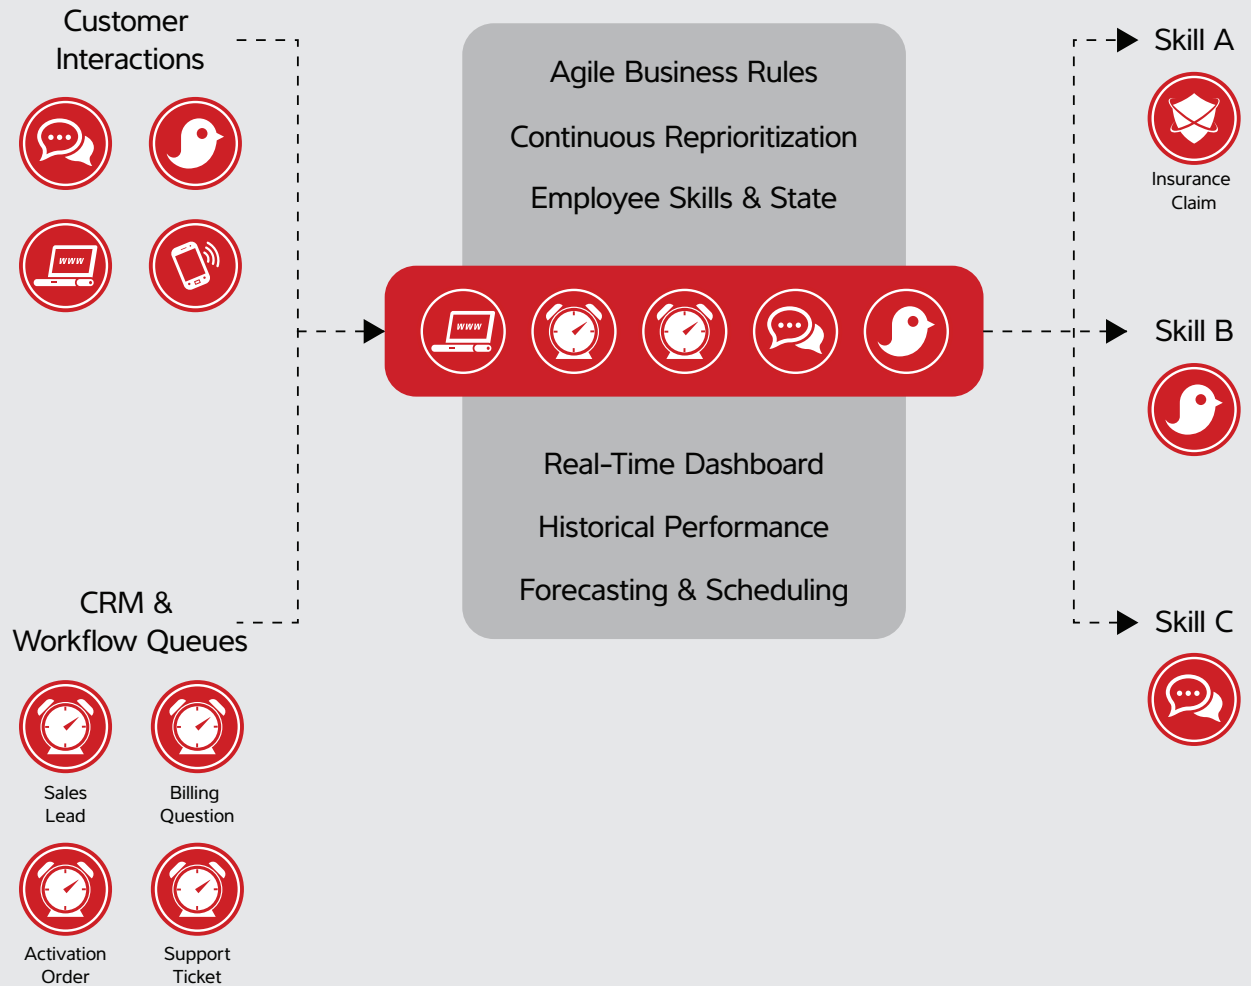 Customer
Interactions
www
Agile Business Rules
Continuous Reprioritization
Employee Skills & State
www
Real-Time Dashboard
Historical Performance
Forecasting & Scheduling
CRM &
Workflow Queues
Sales
Lead
Billing
Question
Activation
Order
Support
Ticket
Skill A
Insurance
Claim
Skill B
Skill C